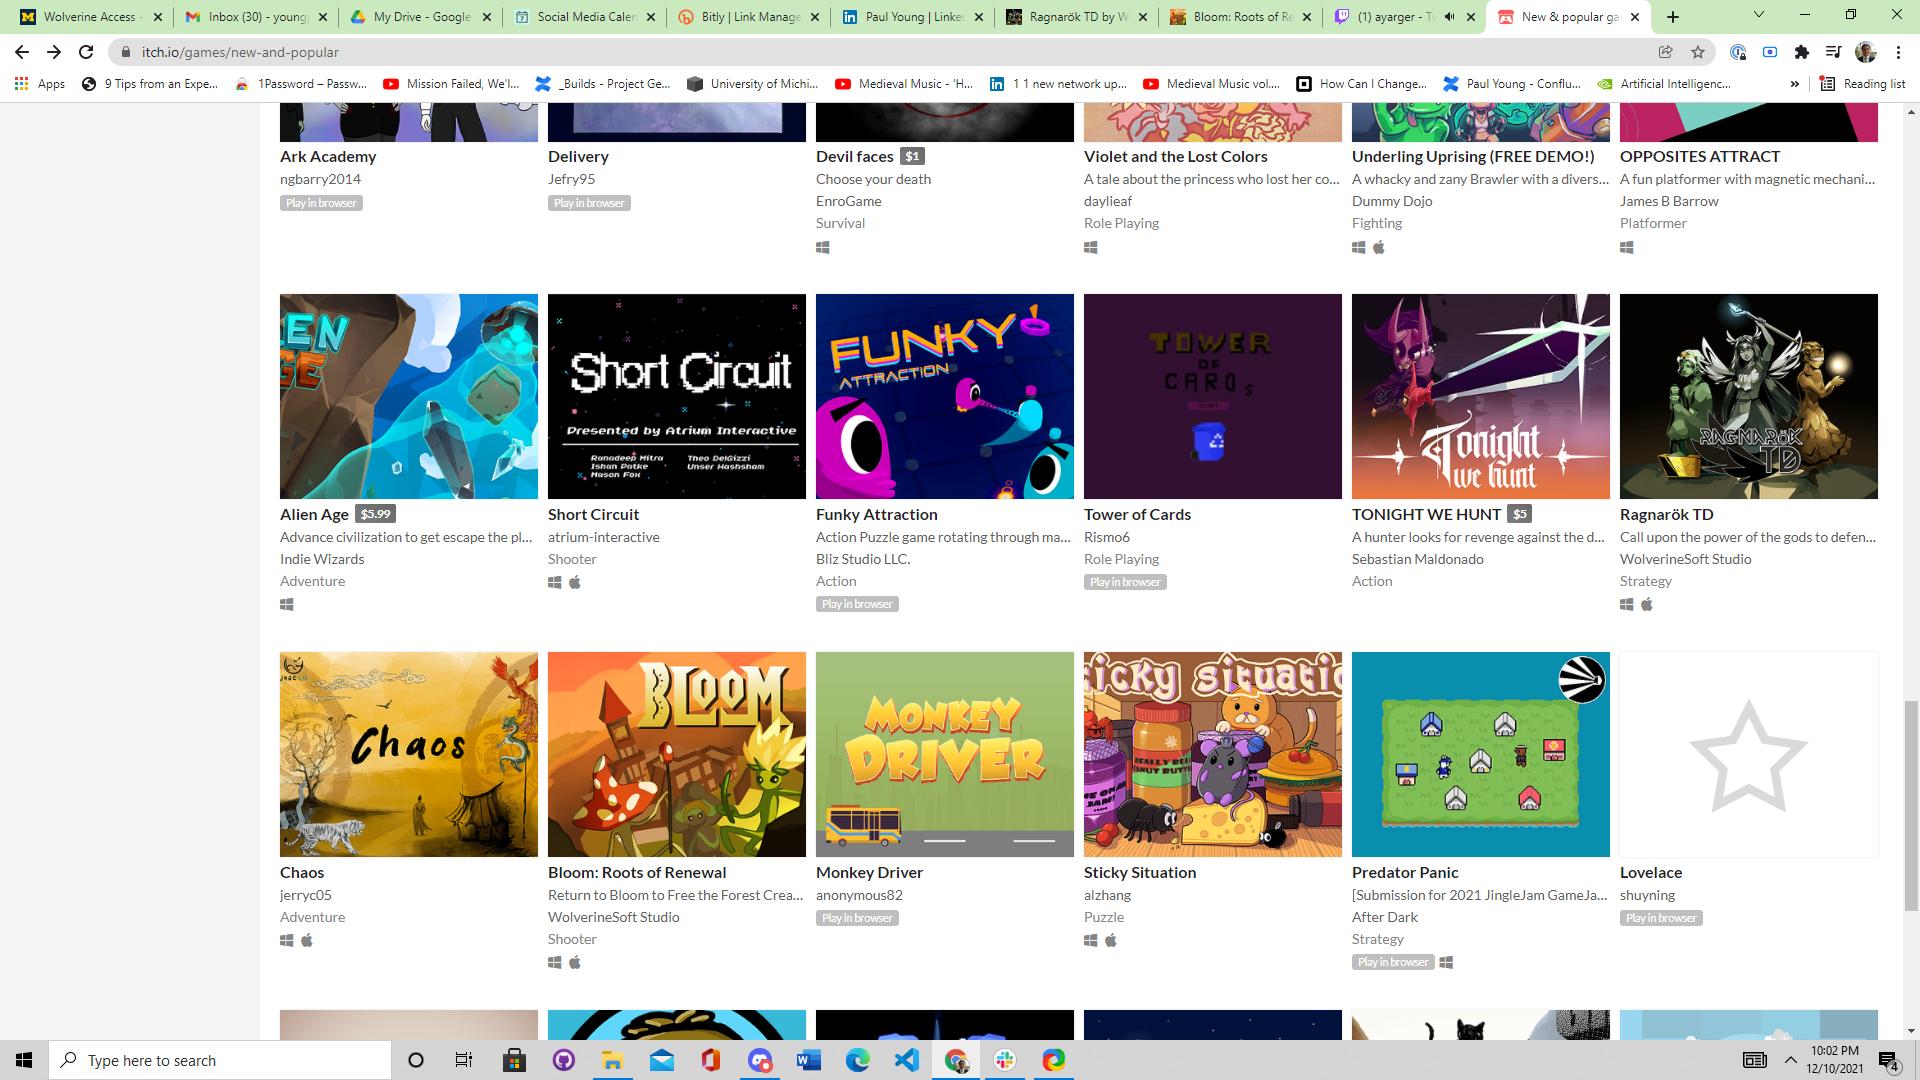 Wolverine Access -
Inbox (30) - young
My Drive - Google
Social Media Calen
Bitly | Link Manage
Paul Young | Linke
Ragnarök TD by W
Bloom: Roots of Re
(1) ayarger - Tw
New & popular ga
itch.io/games/new-and-popular
Apps
9 Tips from an Expe...
1Password – Passw...
Mission Failed, We'l...
_Builds - Project Ge...
University of Michi...
Medieval Music - 'H...
1 1 new network up...
Medieval Music vol....
How Can I Change...
Paul Young - Conflu...
Artificial Intelligenc...
»
Reading list
Ark Academy
ngbarry2014
Play in browser
Delivery
Jefry95
Play in browser
Devil faces $1
Choose your death
EnroGame
Survival
Violet and the Lost Colors
A tale about the princess who lost her co...
daylieaf
Role Playing
Underling Uprising (FREE DEMO!)
A whacky and zany Brawler with a divers...
Dummy Dojo
Fighting
OPPOSITES ATTRACT
A fun platformer with magnetic mechani...
James B Barrow
Platformer
Short Circuit
Presented by Atrium Interactive
Ranadeep Mitra Theo DelGizzi
Ishan Patke Unser Hashsham
Mason Fox
FUNKY
ATTRACTION
TOWER
OF
CARDS
START
Tonight
we hunt
RAGNARÖK
TD
Alien Age $5.99
Advance civilization to get escape the pl...
Indie Wizards
Adventure
Short Circuit
atrium-interactive
Shooter
Funky Attraction
Action Puzzle game rotating through ma...
Bliz Studio LLC.
Action
Play in browser
Tower of Cards
Rismo6
Role Playing
Play in browser
TONIGHT WE HUNT $5
A hunter looks for revenge against the d...
Sebastian Maldonado
Action
Ragnarök TD
Call upon the power of the gods to defen...
WolverineSoft Studio
Strategy
Chaos
BLOOM
MONKEY
DRIVER
Sticky situatio
REALLY REAL
PEANUT BUTTER
JAM!
Chaos
jerryc05
Adventure
Bloom: Roots of Renewal
Return to Bloom to Free the Forest Crea...
WolverineSoft Studio
Shooter
Monkey Driver
anonymous82
Play in browser
Sticky Situation
alzhang
Puzzle
Predator Panic
[Submission for 2021 JingleJam GameJa...
After Dark
Strategy
Play in browser
Lovelace
shuyning
Play in browser
Type here to search
10:02 PM
12/10/2021
4